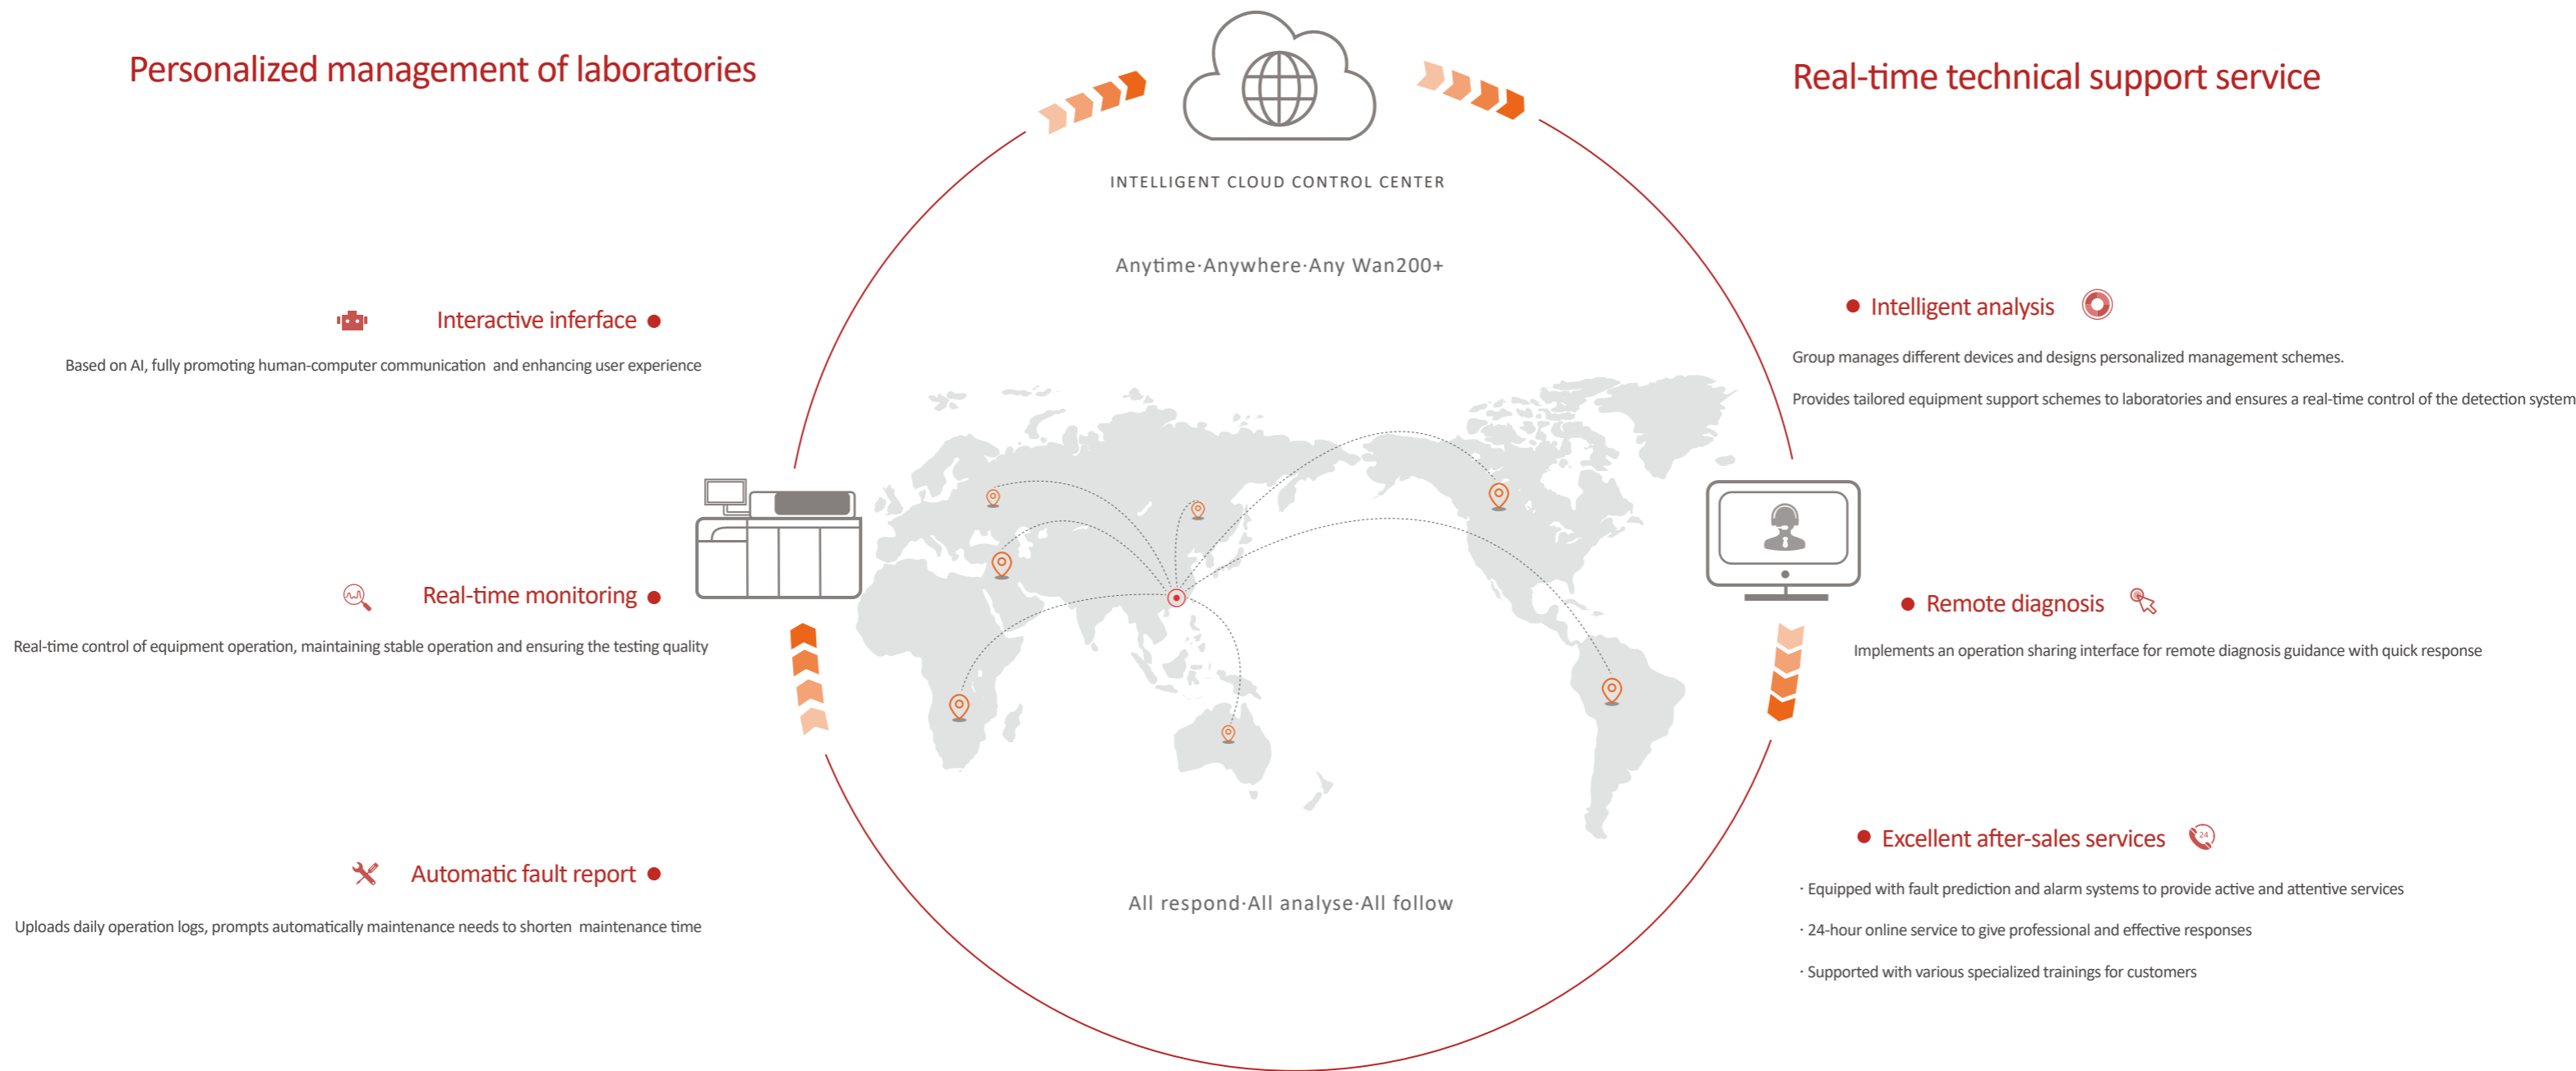 Personalized management of laboratories
Interactive inferface
Based on AI, fully promoting human-computer communication and enhancing user experience
Real-time monitoring
Real-time control of equipment operation, maintaining stable operation and ensuring the testing quality
Automatic fault report
Uploads daily operation logs, prompts automatically maintenance needs to shorten maintenance time
INTELLIGENT CLOUD CONTROL CENTER
Anytime·Anywhere·Any Wan200+
All respond·All analyse·All follow
Real-time technical support service
Intelligent analysis
Group manages different devices and designs personalized management schemes.
Provides tailored equipment support schemes to laboratories and ensures a real-time control of the detection system
Remote diagnosis
Implements an operation sharing interface for remote diagnosis guidance with quick response
Excellent after-sales services
24
· Equipped with fault prediction and alarm systems to provide active and attentive services
· 24-hour online service to give professional and effective responses
· Supported with various specialized trainings for customers